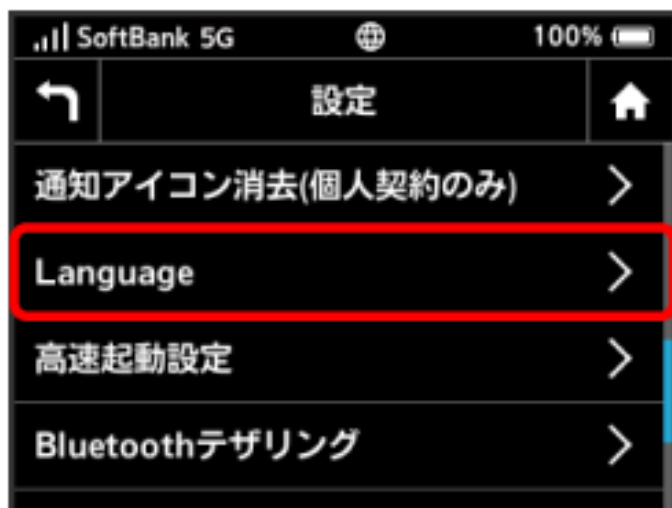 SoftBank 5G 100%
設定
通知アイコン消去(個人契約のみ)
Language
高速起動設定
Bluetoothテザリング